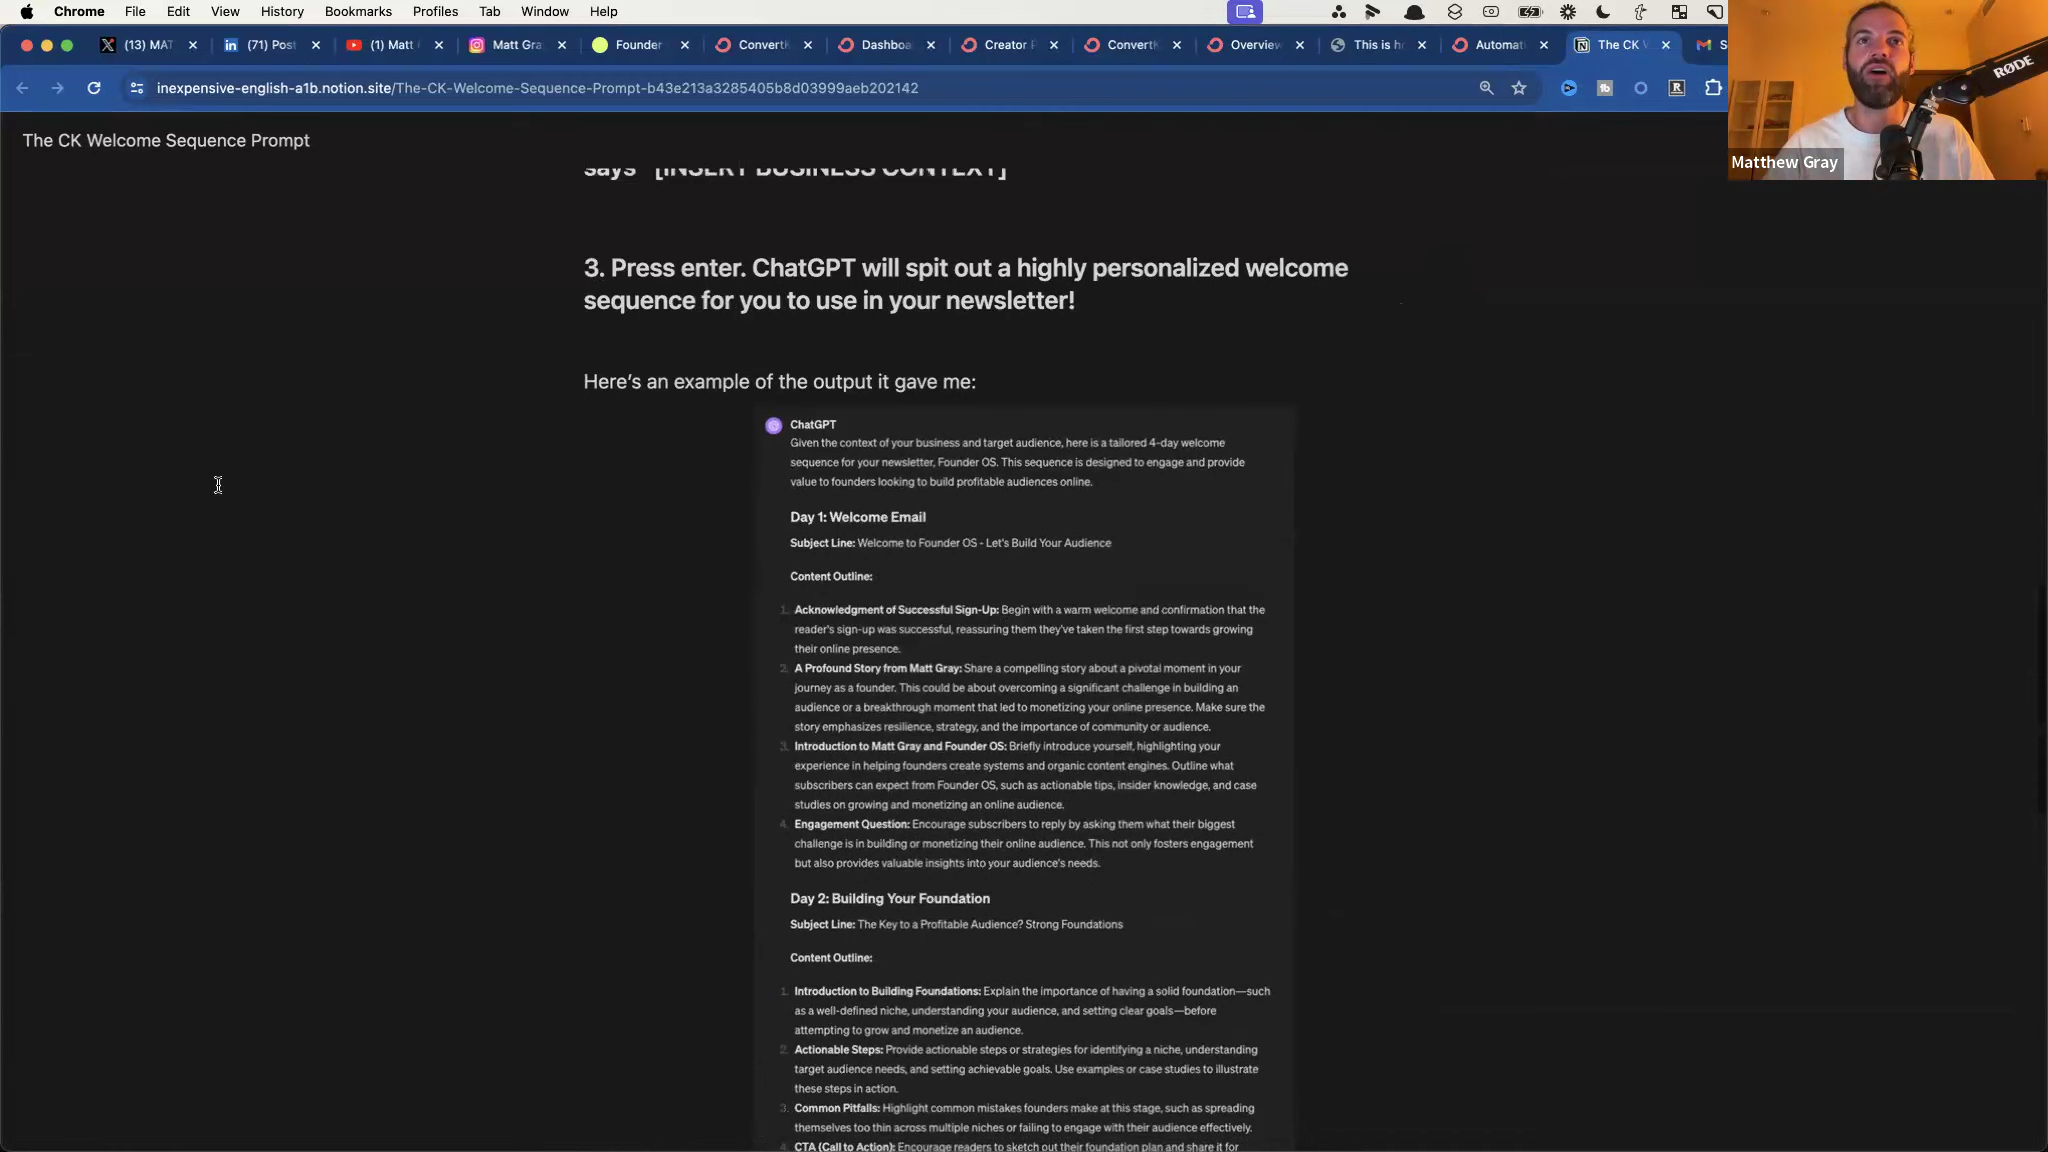 Chrome File Edit View History Bookmarks Profiles Tab Window Help
(13) MAT (71) Post (1) Matt Matt Gra Founder Convertk Dashboa Creator P Convertk Overview This is h Automati The CK W S
inexpensive-english-a1b.notion.site/The-CK-Welcome-Sequence-Prompt-b43e213a3285405b8d03999aeb202142
RØDE
Matthew Gray
The CK Welcome Sequence Prompt
says [INSERT BUSINESS CONTEXT]
3. Press enter. ChatGPT will spit out a highly personalized welcome
sequence for you to use in your newsletter!
Here's an example of the output it gave me:
ChatGPT
Given the context of your business and target audience, here is a tailored 4-day welcome
sequence for your newsletter, Founder OS. This sequence is designed to engage and provide
value to founders looking to build profitable audiences online.
Day 1: Welcome Email
Subject Line: Welcome to Founder OS - Let's Build Your Audience
Content Outline:
1. Acknowledgment of Successful Sign-Up: Begin with a warm welcome and confirmation that the
reader's sign-up was successful, reassuring them they've taken the first step towards growing
their online presence.
2. A Profound Story from Matt Gray: Share a compelling story about a pivotal moment in your
journey as a founder. This could be about overcoming a significant challenge in building an
audience or a breakthrough moment that led to monetizing your online presence. Make sure the
story emphasizes resilience, strategy, and the importance of community or audience.
3. Introduction to Matt Gray and Founder OS: Briefly introduce yourself, highlighting your
experience in helping founders create systems and organic content engines. Outline what
subscribers can expect from Founder OS, such as actionable tips, insider knowledge, and case
studies on growing and monetizing an online audience.
4. Engagement Question: Encourage subscribers to reply by asking them what their biggest
challenge is in building or monetizing their online audience. This not only fosters engagement
but also provides valuable insights into your audience's needs.
Day 2: Building Your Foundation
Subject Line: The Key to a Profitable Audience? Strong Foundations
Content Outline:
1. Introduction to Building Foundations: Explain the importance of having a solid foundation—such
as a well-defined niche, understanding your audience, and setting clear goals—before
attempting to grow and monetize an audience.
2. Actionable Steps: Provide actionable steps or strategies for identifying a niche, understanding
target audience needs, and setting achievable goals. Use examples or case studies to illustrate
these steps in action.
3. Common Pitfalls: Highlight common mistakes founders make at this stage, such as spreading
themselves too thin across multiple niches or failing to engage with their audience effectively.
4. CTA (Call to Action): Encourage readers to sketch out their foundation plan and share it for